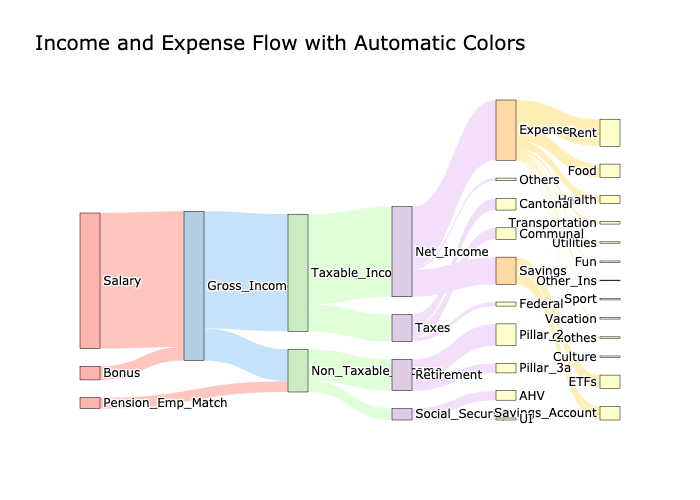 Income and Expense Flow with Automatic Colors
Salary
Bonus
Pension_Emp_Match
Gross_Income
Taxable_Inco
Non_Taxable_Income
Net_Income
Taxes
Retirement
Social_Secur
Expense
Others
Cantonal
Communal
Savings
Federal
Pillar_2
Pillar_3a
AHV
UI
Rent
Food
Health
Transportation
Utilities
Fun
Other_Ins
Sport
Vacation
Clothes
Culture
ETFs
Savings_Account